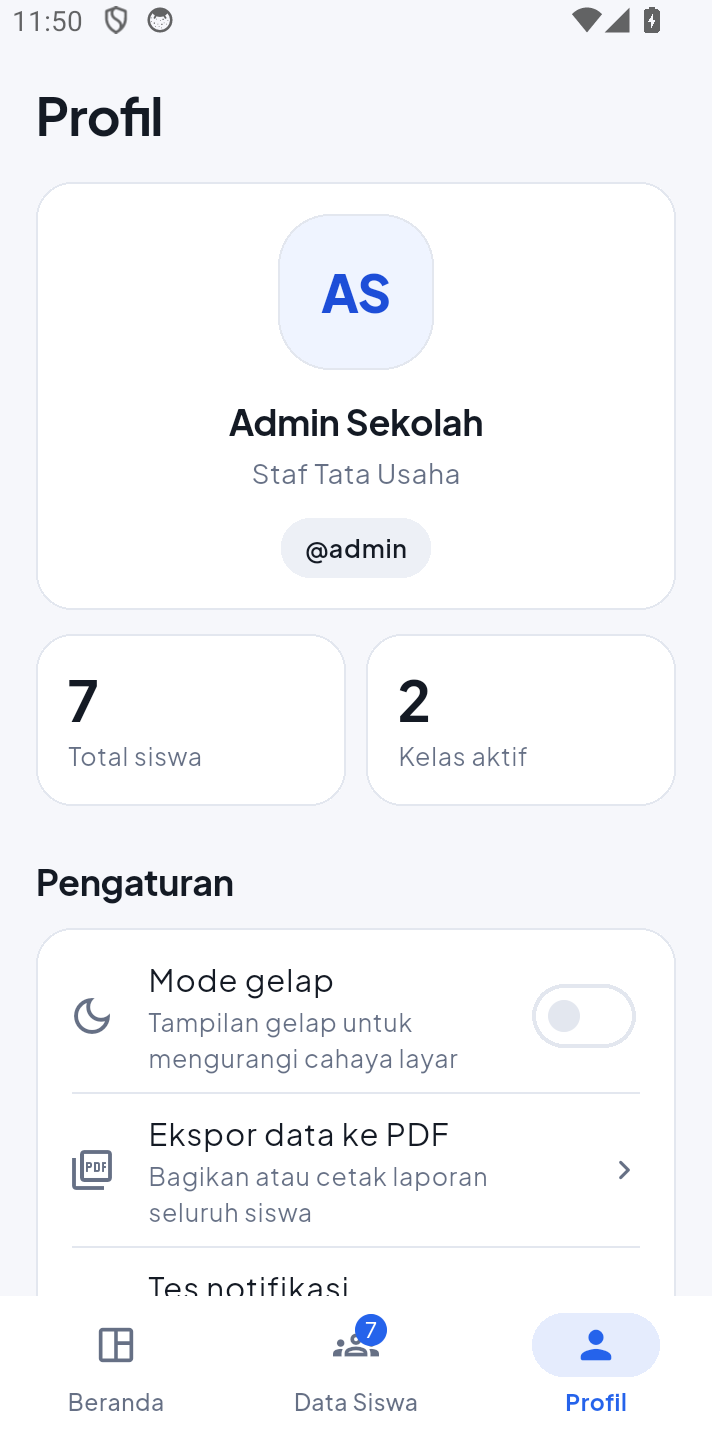 11:50
Profil
AS
Admin Sekolah
Staf Tata Usaha
@admin
7
Total siswa
2
Kelas aktif
Pengaturan
Mode gelap
Tampilan gelap untuk
mengurangi cahaya layar
Ekspor data ke PDF
PDF
Bagikan atau cetak laporan
seluruh siswa
Tes notifikasi
7
Beranda
Data Siswa
Profil